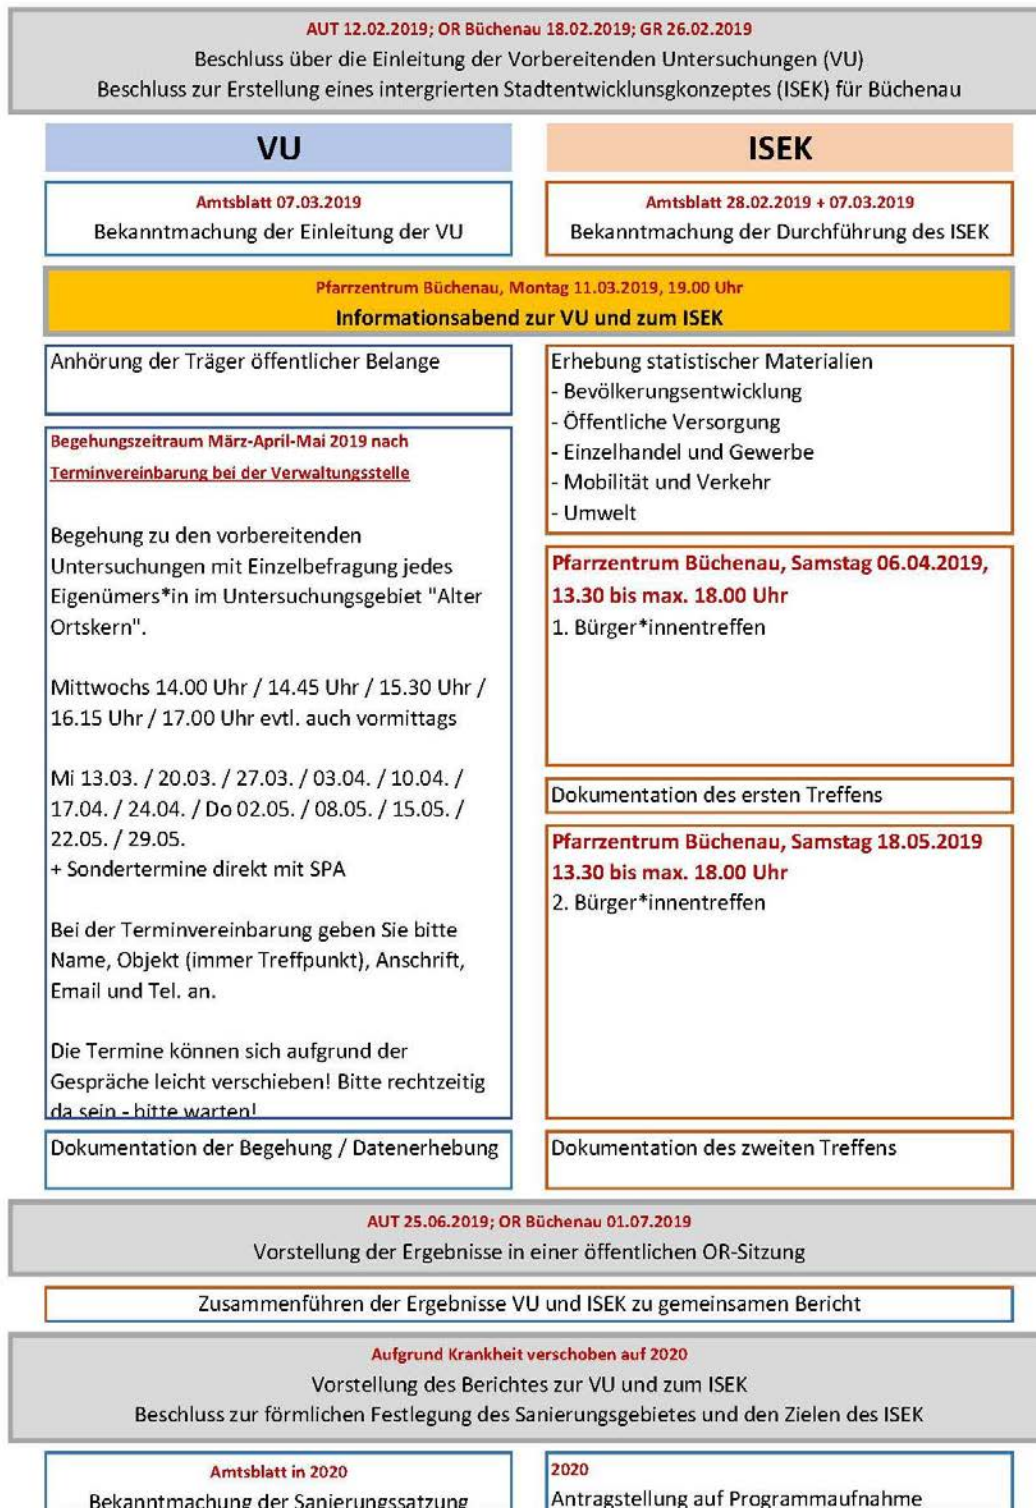 AUT 12.02.2019; OR Büchenau 18.02.2019; GR 26.02.2019
Beschluss über die Einleitung der Vorbereitenden Untersuchungen (VU)
Beschluss zur Erstellung eines intergrierten Stadtentwicklunsgkonzeptes (ISEK) für Büchenau
VU
ISEK
Amtsblatt 07.03.2019
Bekanntmachung der Einleitung der VU
Amtsblatt 28.02.2019 + 07.03.2019
Bekanntmachung der Durchführung des ISEK
Pfarrzentrum Büchenau, Montag 11.03.2019, 19.00 Uhr
Informationsabend zur VU und zum ISEK
Anhörung der Träger öffentlicher Belange
Begehungszeitraum März-April-Mai 2019 nach
Terminvereinbarung bei der Verwaltungsstelle
Begehung zu den vorbereitenden
Untersuchungen mit Einzelbefragung jedes
Eigenümers*in im Untersuchungsgebiet "Alter
Ortskern".
Mittwochs 14.00 Uhr / 14.45 Uhr / 15.30 Uhr /
16.15 Uhr / 17.00 Uhr evtl. auch vormittags
Mi 13.03. / 20.03. / 27.03. / 03.04. / 10.04. /
17.04. / 24.04. / Do 02.05. / 08.05. / 15.05. /
22.05. / 29.05.
+ Sondertermine direkt mit SPA
Bei der Terminvereinbarung geben Sie bitte
Name, Objekt (immer Treffpunkt), Anschrift,
Email und Tel. an.
Die Termine können sich aufgrund der
Gespräche leicht verschieben! Bitte rechtzeitig
da sein - bitte warten!
Dokumentation der Begehung / Datenerhebung
Erhebung statistischer Materialien
- Bevölkerungsentwicklung
- Öffentliche Versorgung
- Einzelhandel und Gewerbe
- Mobilität und Verkehr
- Umwelt
Pfarrzentrum Büchenau, Samstag 06.04.2019,
13.30 bis max. 18.00 Uhr
1. Bürger*innentreffen
Dokumentation des ersten Treffens
Pfarrzentrum Büchenau, Samstag 18.05.2019
13.30 bis max. 18.00 Uhr
2. Bürger*innentreffen
Dokumentation des zweiten Treffens
AUT 25.06.2019; OR Büchenau 01.07.2019
Vorstellung der Ergebnisse in einer öffentlichen OR-Sitzung
Zusammenführen der Ergebnisse VU und ISEK zu gemeinsamen Bericht
Aufgrund Krankheit verschoben auf 2020
Vorstellung des Berichtes zur VU und zum ISEK
Beschluss zur förmlichen Festlegung des Sanierungsgebietes und den Zielen des ISEK
Amtsblatt in 2020
Bekanntmachung der Sanierungssatzung
2020
Antragstellung auf Programmaufnahme